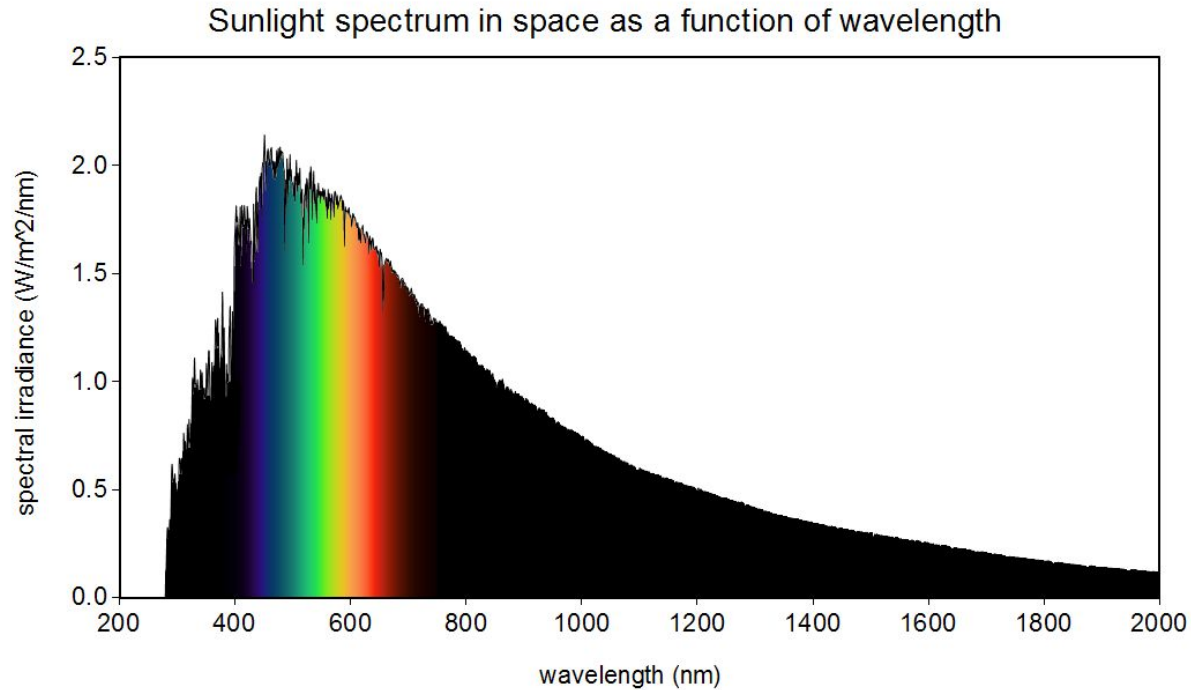 Sunlight spectrum in space as a function of wavelength
2.5
2.0
1.5
1.0
0.5
0.0
spectral irradiance (W/m^2/nm)
200 400 600 800 1000 1200 1400 1600 1800 2000
wavelength (nm)